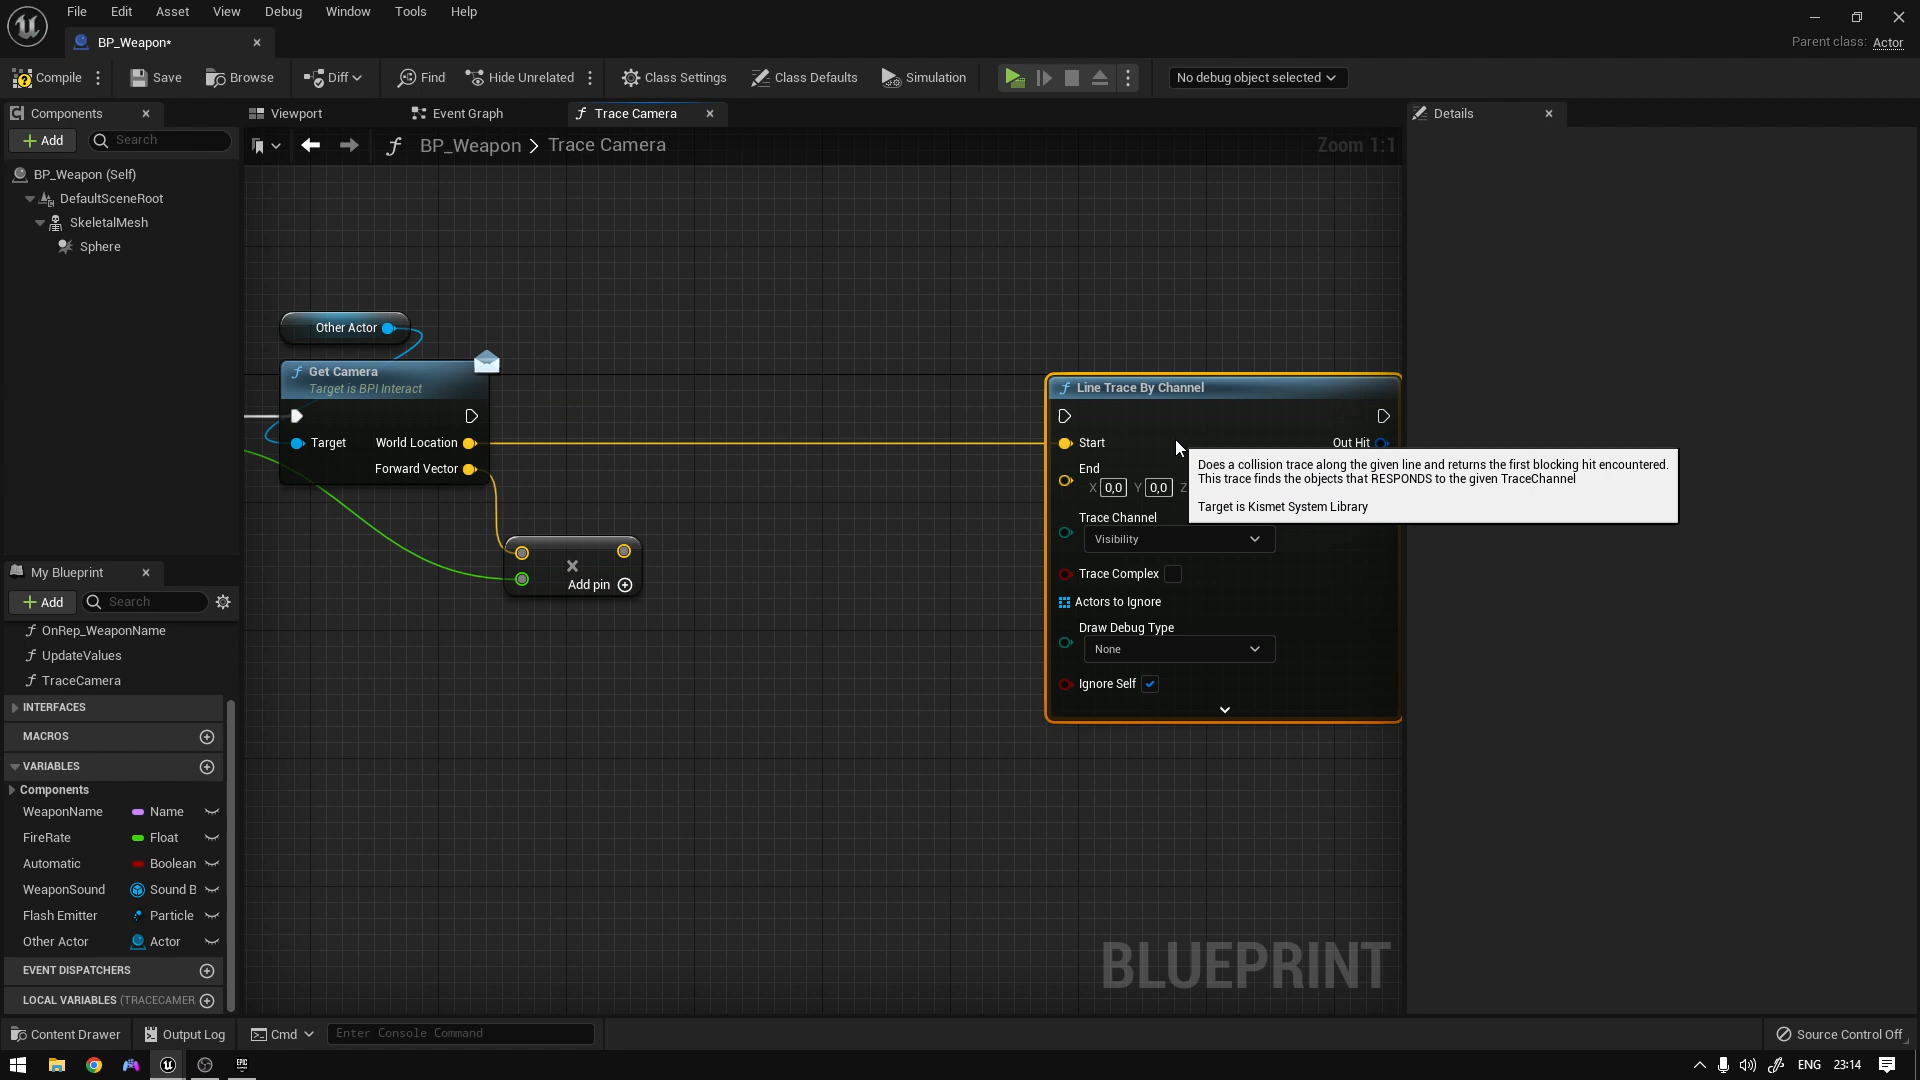 File Edit Asset View Debug Window Tools Help
BP_Weapon*
Parent class: Actor
Compile Save Browse Diff Find Hide Unrelated Class Settings Class Defaults Simulation No debug object selected
Components Viewport Event Graph Trace Camera Details
Add Search
BP_Weapon > Trace Camera Zoom 1:1
BP_Weapon (Self)
DefaultSceneRoot
SkeletalMesh
Sphere
Other Actor
Get Camera
Target is BPI Interact
Target World Location
Forward Vector
Add pin
Line Trace By Channel
Start Out Hit
End
X 0,0 Y 0,0 Z
Trace Channel
Visibility
Trace Complex
Actors to Ignore
Draw Debug Type
None
Ignore Self
Does a collision trace along the given line and returns the first blocking hit encountered.
This trace finds the objects that RESPONDS to the given TraceChannel
Target is Kismet System Library
My Blueprint
Add Search
OnRep_WeaponName
UpdateValues
TraceCamera
INTERFACES
MACROS
VARIABLES
Components
WeaponName Name
FireRate Float
Automatic Boolean
WeaponSound Sound B
Flash Emitter Particle
Other Actor Actor
EVENT DISPATCHERS
LOCAL VARIABLES (TRACECAMER
BLUEPRINT
Content Drawer Output Log Cmd Enter Console Command Source Control Off
EPIC
ENG 23:14